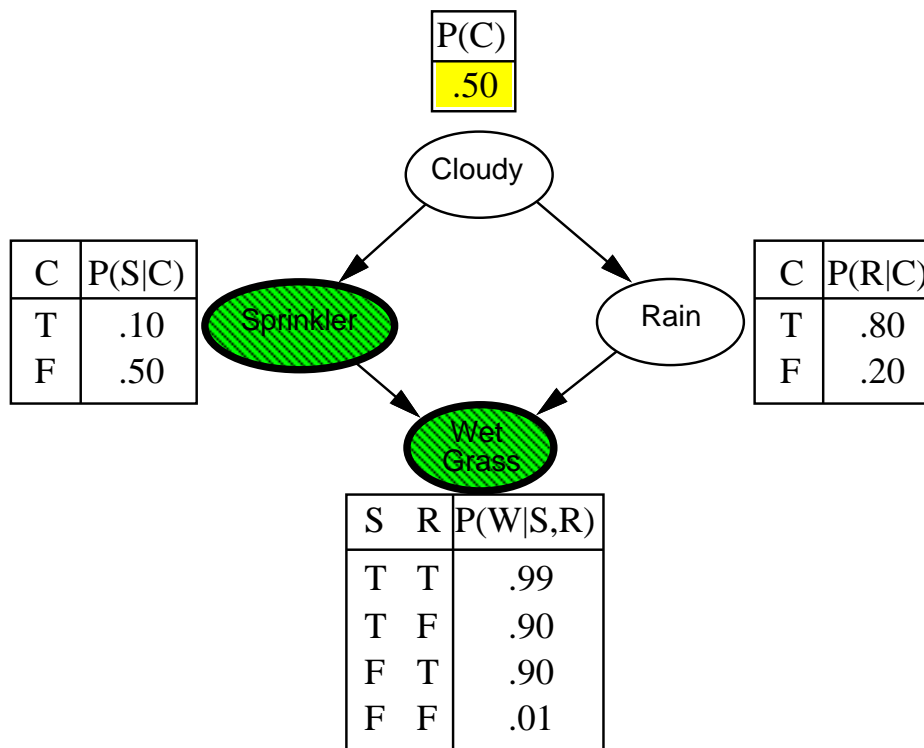 P(C)
.50
Cloudy
C P(S|C)
T .10
F .50
Sprinkler
Rain
C P(R|C)
T .80
F .20
Wet
Grass
S R P(W|S,R)
T T .99
T F .90
F T .90
F F .01